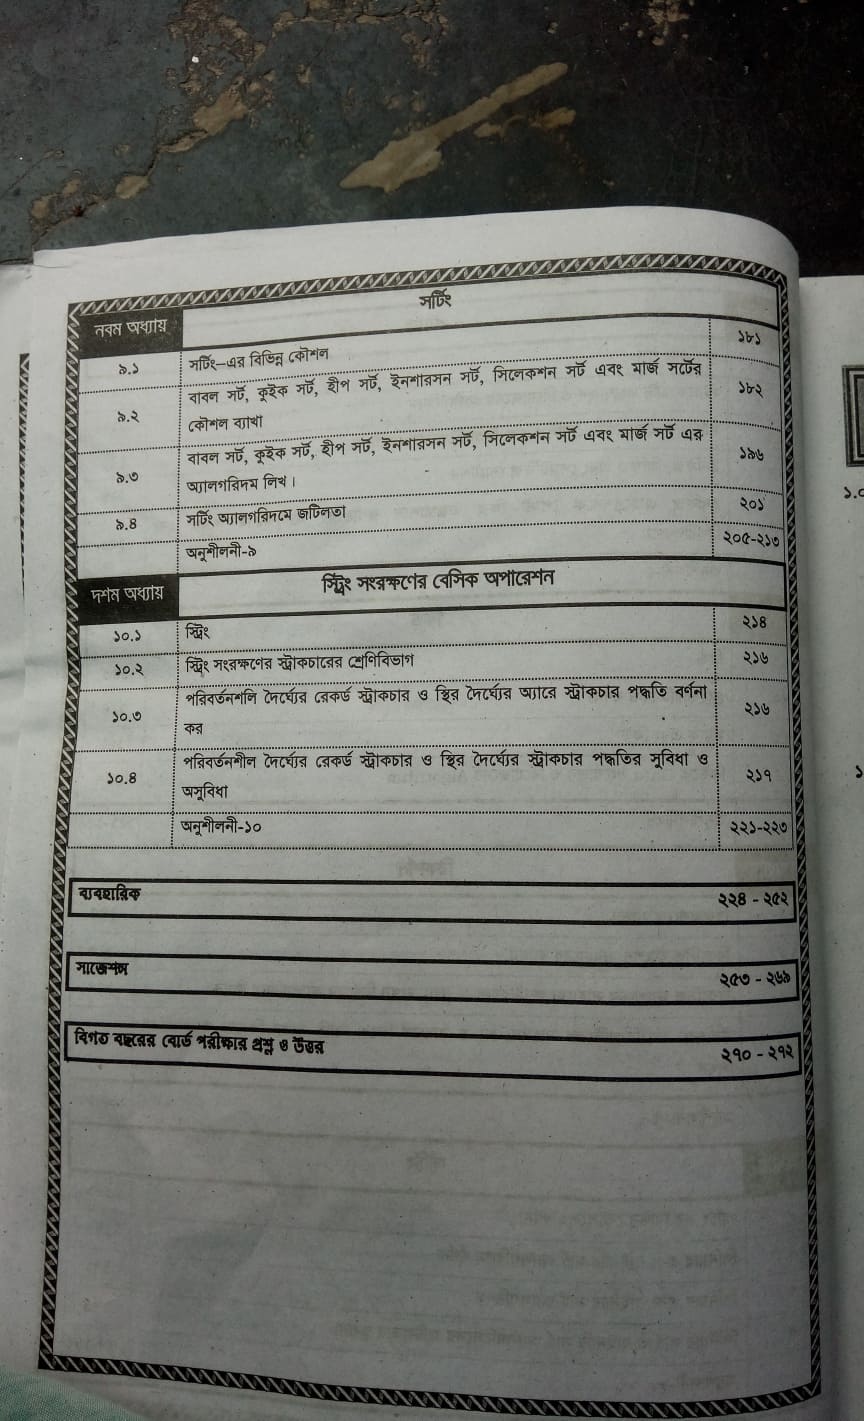 সর্টিং
নবম অধ্যায়
৯.১ সর্টিং-এর বিভিন্ন কৌশল ১৮১
৯.২ বাবল সর্ট, কুইক সর্ট, হীপ সর্ট, ইনশারসন সর্ট, সিলেকশন সর্ট এবং মার্জ সর্টের ১৮২
কৌশল ব্যাখা
৯.৩ বাবল সর্ট, কুইক সর্ট, হীপ সর্ট, ইনশারসন সর্ট, সিলেকশন সর্ট এবং মার্জ সর্ট এর ১৯৬
অ্যালগরিদম লিখ।
৯.৪ সর্টিং অ্যালগরিদমে জটিলতা ২০১
অনুশীলনী-৯ ২০৫-২১৩
দশম অধ্যায় স্ট্রিং সংরক্ষণের বেসিক অপারেশন
১০.১ স্ট্রিং ২১৪
১০.২ স্ট্রিং সংরক্ষণের স্ট্রাকচারের শ্রেণিবিভাগ ২১৬
১০.৩ পরিবর্তনশলি দৈর্ঘ্যের রেকর্ড স্ট্রাকচার ও স্থির দৈর্ঘ্যের অ্যারে স্ট্রাকচার পদ্ধতি বর্ণনা ২১৬
কর
১০.৪ পরিবর্তনশীল দৈর্ঘ্যের রেকর্ড স্ট্রাকচার ও স্থির দৈর্ঘ্যের স্ট্রাকচার পদ্ধতির সুবিধা ও ২১৭
অসুবিধা
অনুশীলনী-১০ ২২১-২২৩
ব্যবহারিক ২২৪ - ২৫২
সাজেশন্স ২৫৩ - ২৬৯
বিগত বছরের বোর্ড পরীক্ষার প্রশ্ন ও উত্তর ২৭০ - ২৭২
১.০